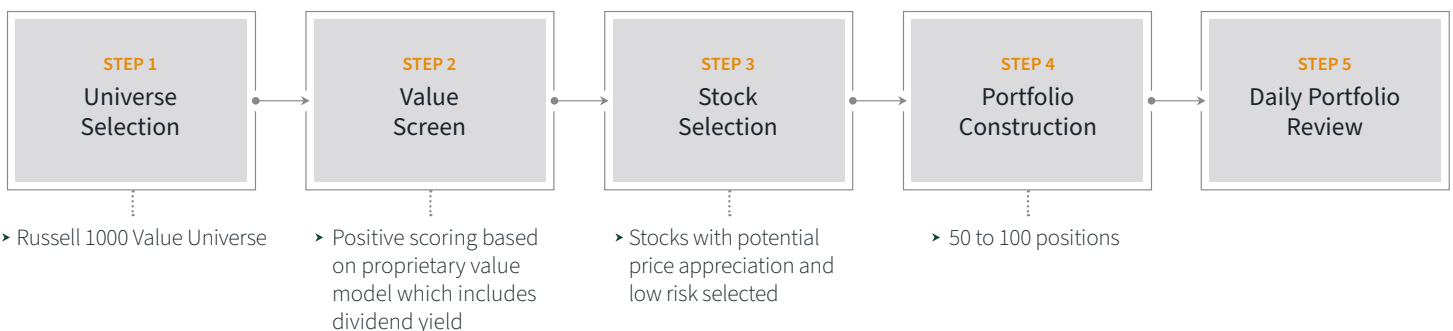 STEP 1
Universe
Selection
STEP 2
Value
Screen
STEP 3
Stock
Selection
STEP 4
Portfolio
Construction
STEP 5
Daily Portfolio
Review
➤ Russell 1000 Value Universe
➤ Positive scoring based
on proprietary value
model which includes
dividend yield
➤ Stocks with potential
price appreciation and
low risk selected
➤ 50 to 100 positions